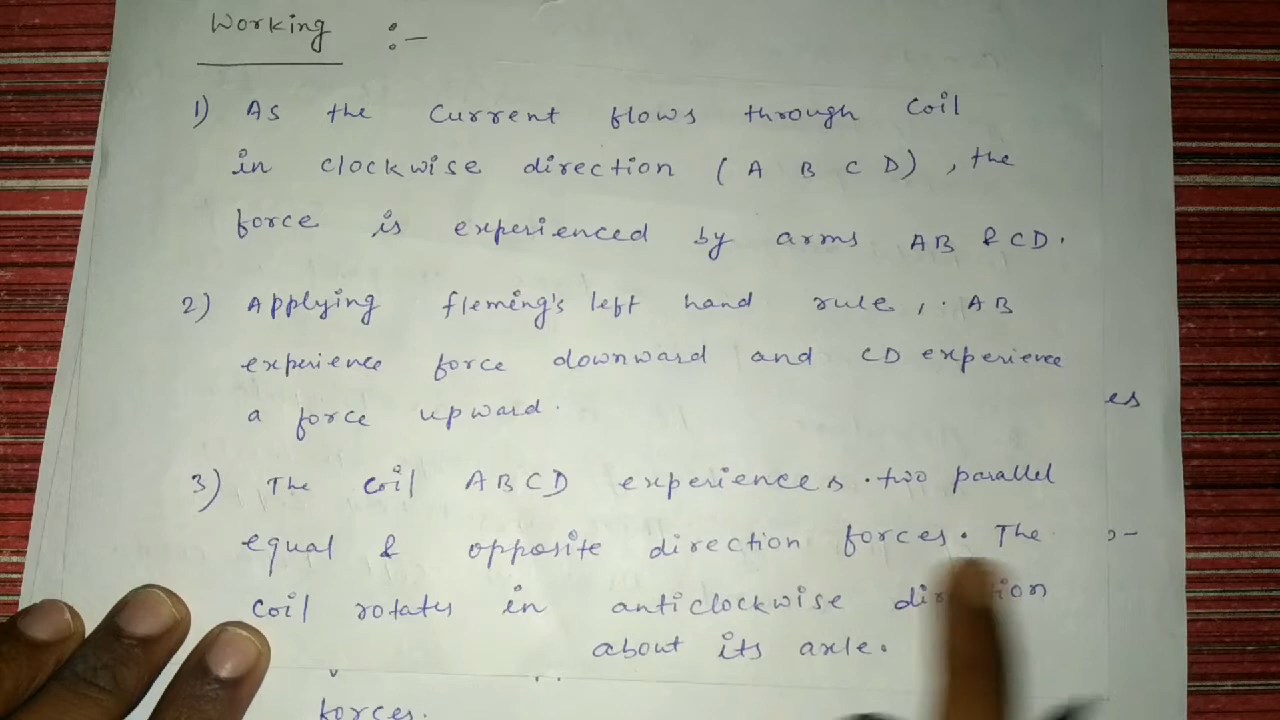 Working :-
1) As the current flows through coil
in clockwise direction (A B C D), the
force is experienced by arms AB & CD.
2) Applying fleming's left hand rule, . AB
experience force downward and CD experience
a force upward.
es
3) The coil ABCD experiences . two parallel
equal & opposite direction forces. The
:-
coil rotates in anticlockwise direction
about its axle.
forces.